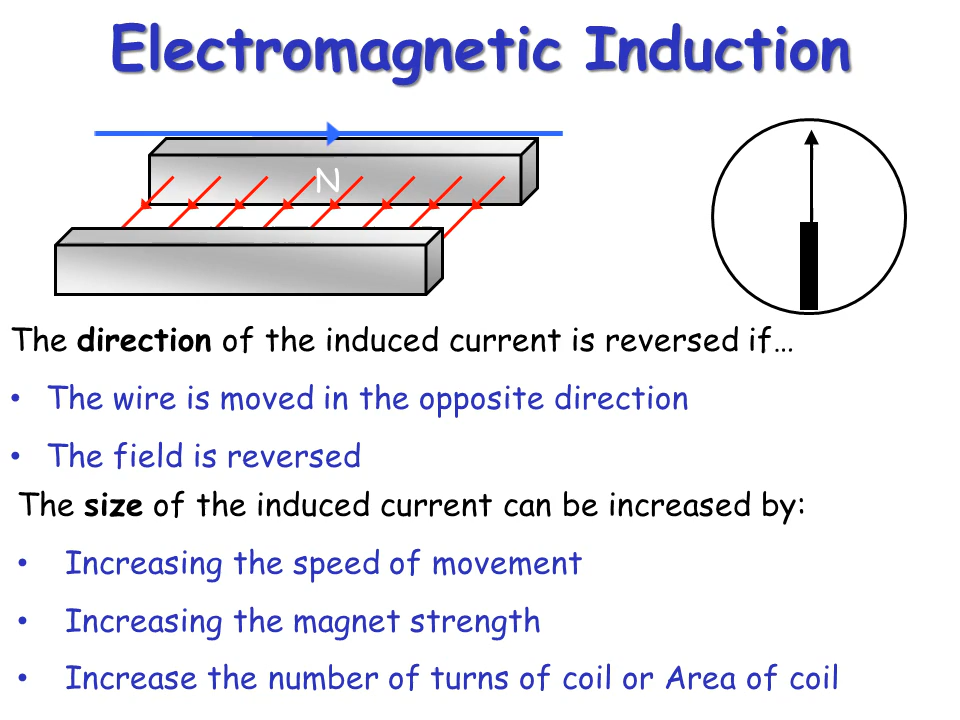 Electromagnetic Induction
N
The direction of the induced current is reversed if…
• The wire is moved in the opposite direction
• The field is reversed
The size of the induced current can be increased by:
• Increasing the speed of movement
• Increasing the magnet strength
• Increase the number of turns of coil or Area of coil